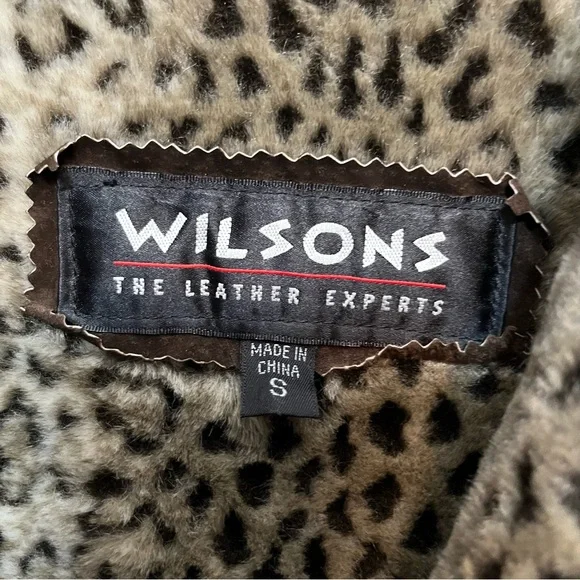 WILSONS
THE LEATHER EXPERTS
MADE IN
CHINA
S